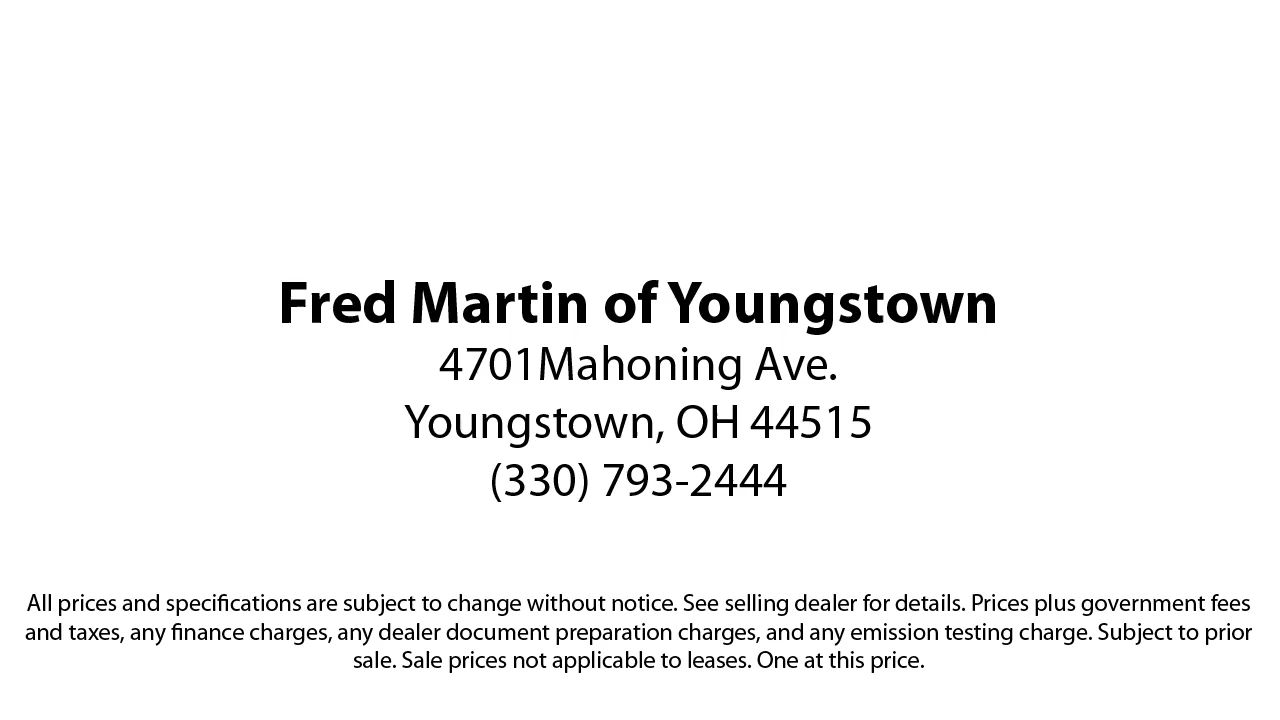 Fred Martin of Youngstown
4701Mahoning Ave.
Youngstown, OH 44515
(330) 793-2444
All prices and specifications are subject to change without notice. See selling dealer for details. Prices plus government fees
and taxes, any finance charges, any dealer document preparation charges, and any emission testing charge. Subject to prior
sale. Sale prices not applicable to leases. One at this price.